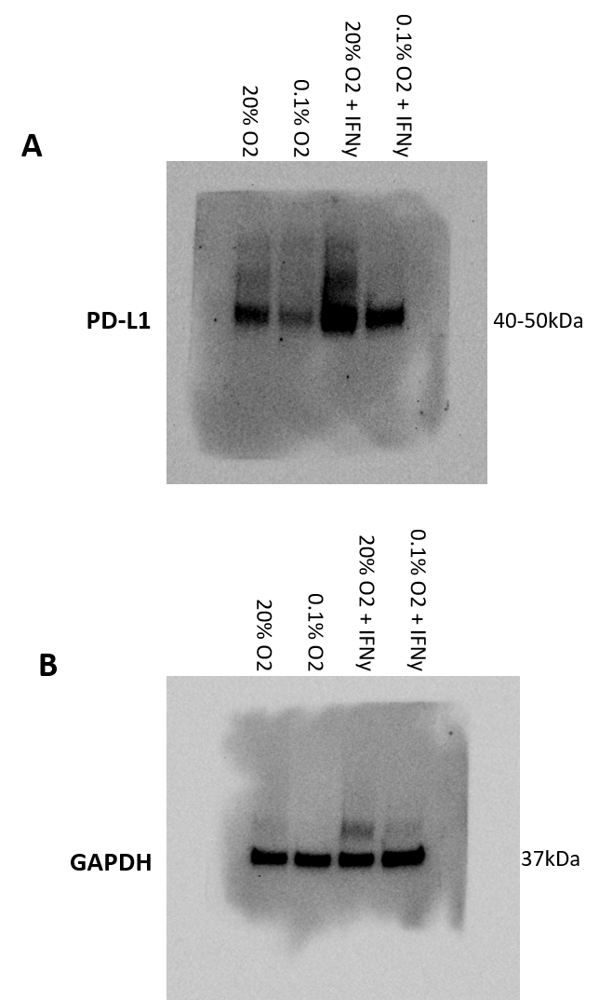 A
20% O2
0.1% O2
20% O2 + IFNy
0.1% O2 + IFNy
PD-L1
40-50kDa
B
20% O2
0.1% O2
20% O2 + IFNy
0.1% O2 + IFNy
GAPDH
37kDa